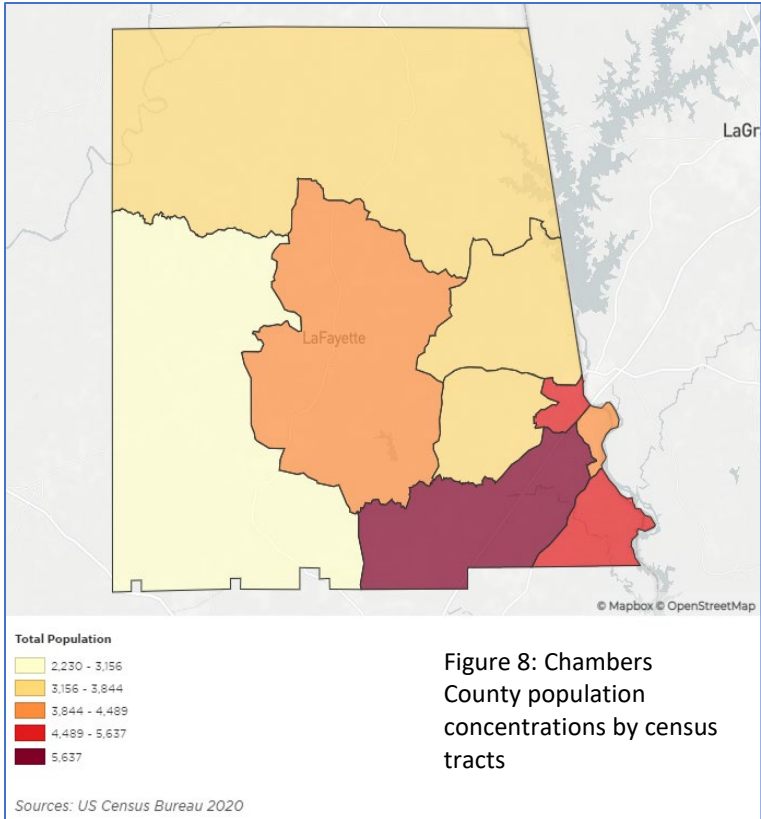 LaGr
LaFayette
© Mapbox © OpenStreetMap
Total Population
2,230 - 3,156
3,156 - 3,844
3,844 - 4,489
4,489 - 5,637
5,637
Figure 8: Chambers
County population
concentrations by census
tracts
Sources: US Census Bureau 2020